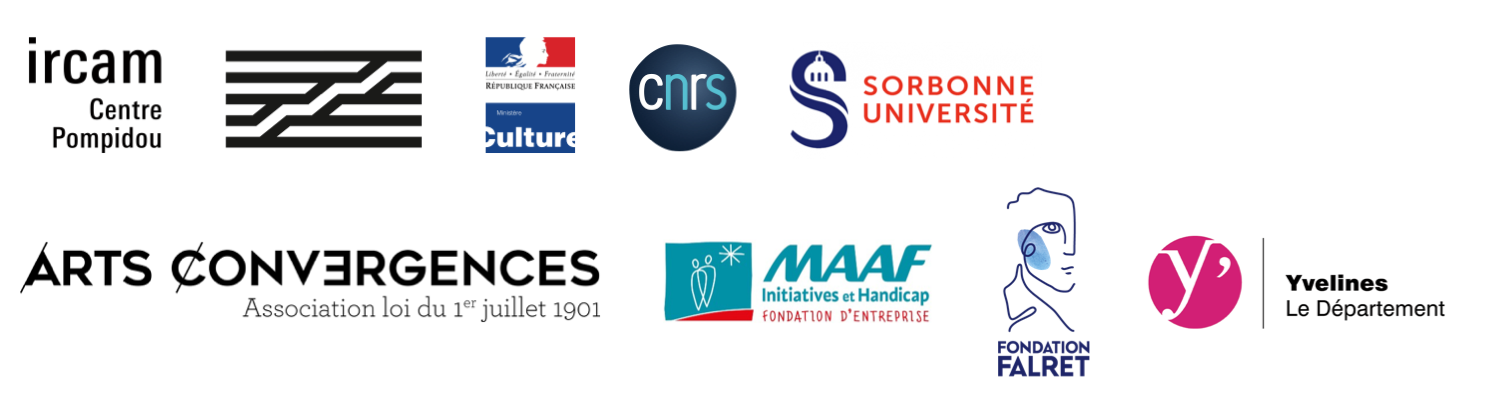 ircam
Centre
Pompidou
Liberté • Égalité • Fraternité
RÉPUBLIQUE FRANÇAISE
Ministère
Culture
cnrs
SORBONNE
UNIVERSITÉ
ARTS CONVERGENCES
Association loi du 1er juillet 1901
MAAF
Initiatives et Handicap
FONDATION D'ENTREPRISE
FONDATION
FALRET
y'
Yvelines
Le Département